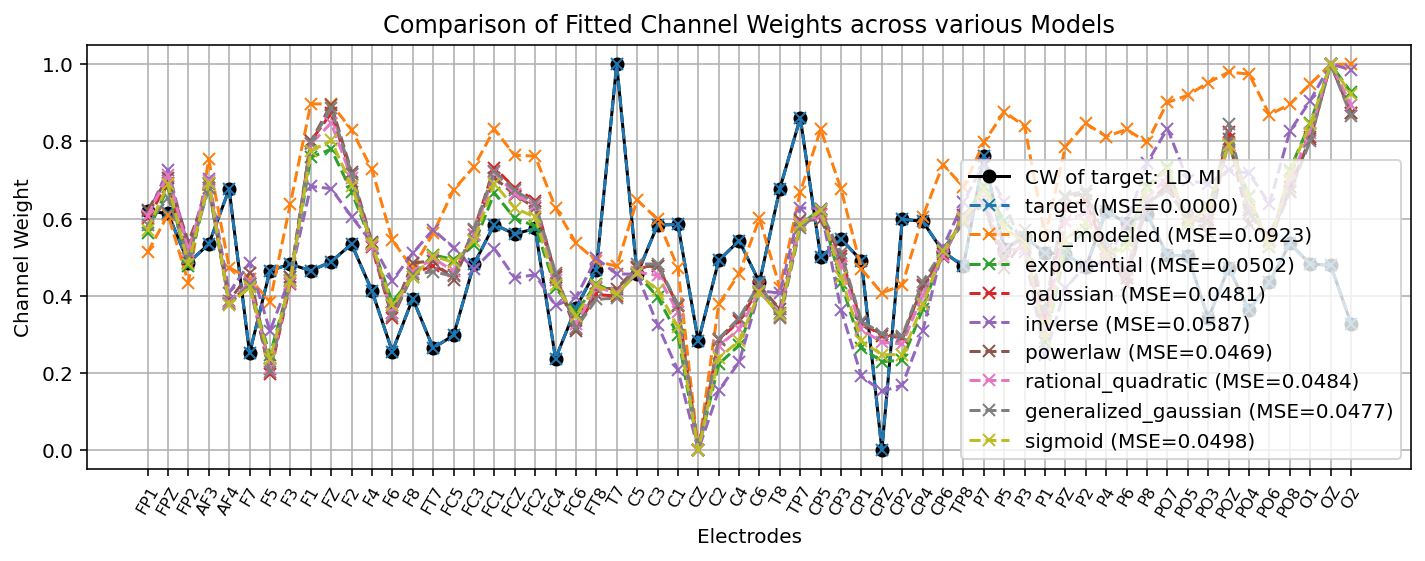 Comparison of Fitted Channel Weights across various Models
Channel Weight
1.0
0.8
0.6
0.4
0.2
0.0
CW of target: LD MI
target (MSE=0.0000)
non_modeled (MSE=0.0923)
exponential (MSE=0.0502)
gaussian (MSE=0.0481)
inverse (MSE=0.0587)
powerlaw (MSE=0.0469)
rational_quadratic (MSE=0.0484)
generalized_gaussian (MSE=0.0477)
sigmoid (MSE=0.0498)
FP1 FPZ FP2 AF3 AF4 F7 F5 F3 F1 FZ F2 F4 F6 F8 FT7 FC5 FC3 FC1 FCZ FC2 FC4 FC6 FT8 T7 C5 C3 C1 CZ C2 C4 C6 T8 TP7 CP5 CP3 CP1 CPZ CP2 CP4 CP6 TP8 P7 P5 P3 P1 PZ P2 P4 P6 P8 PO7 PO5 PO3 POZ PO4 PO6 PO8 O1 OZ O2
Electrodes